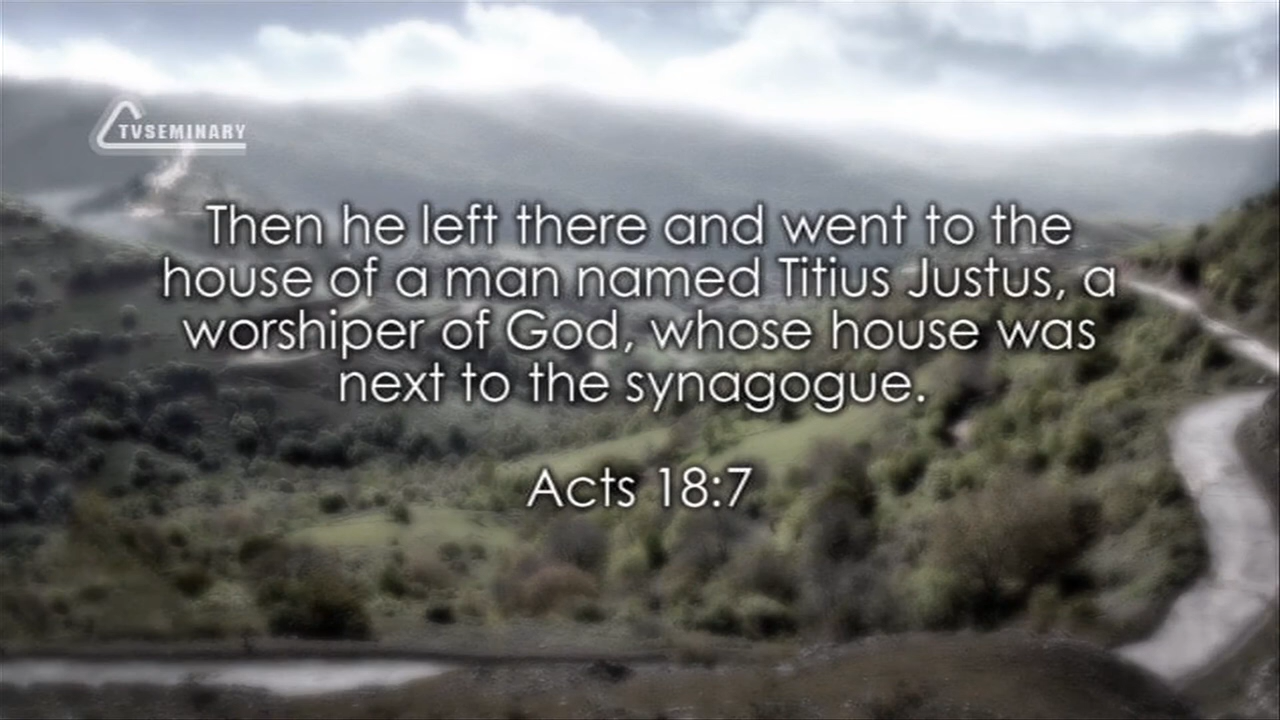 TVSEMINARY
Then he left there and went to the
house of a man named Titius Justus, a
worshiper of God, whose house was
next to the synagogue.
Acts 18:7